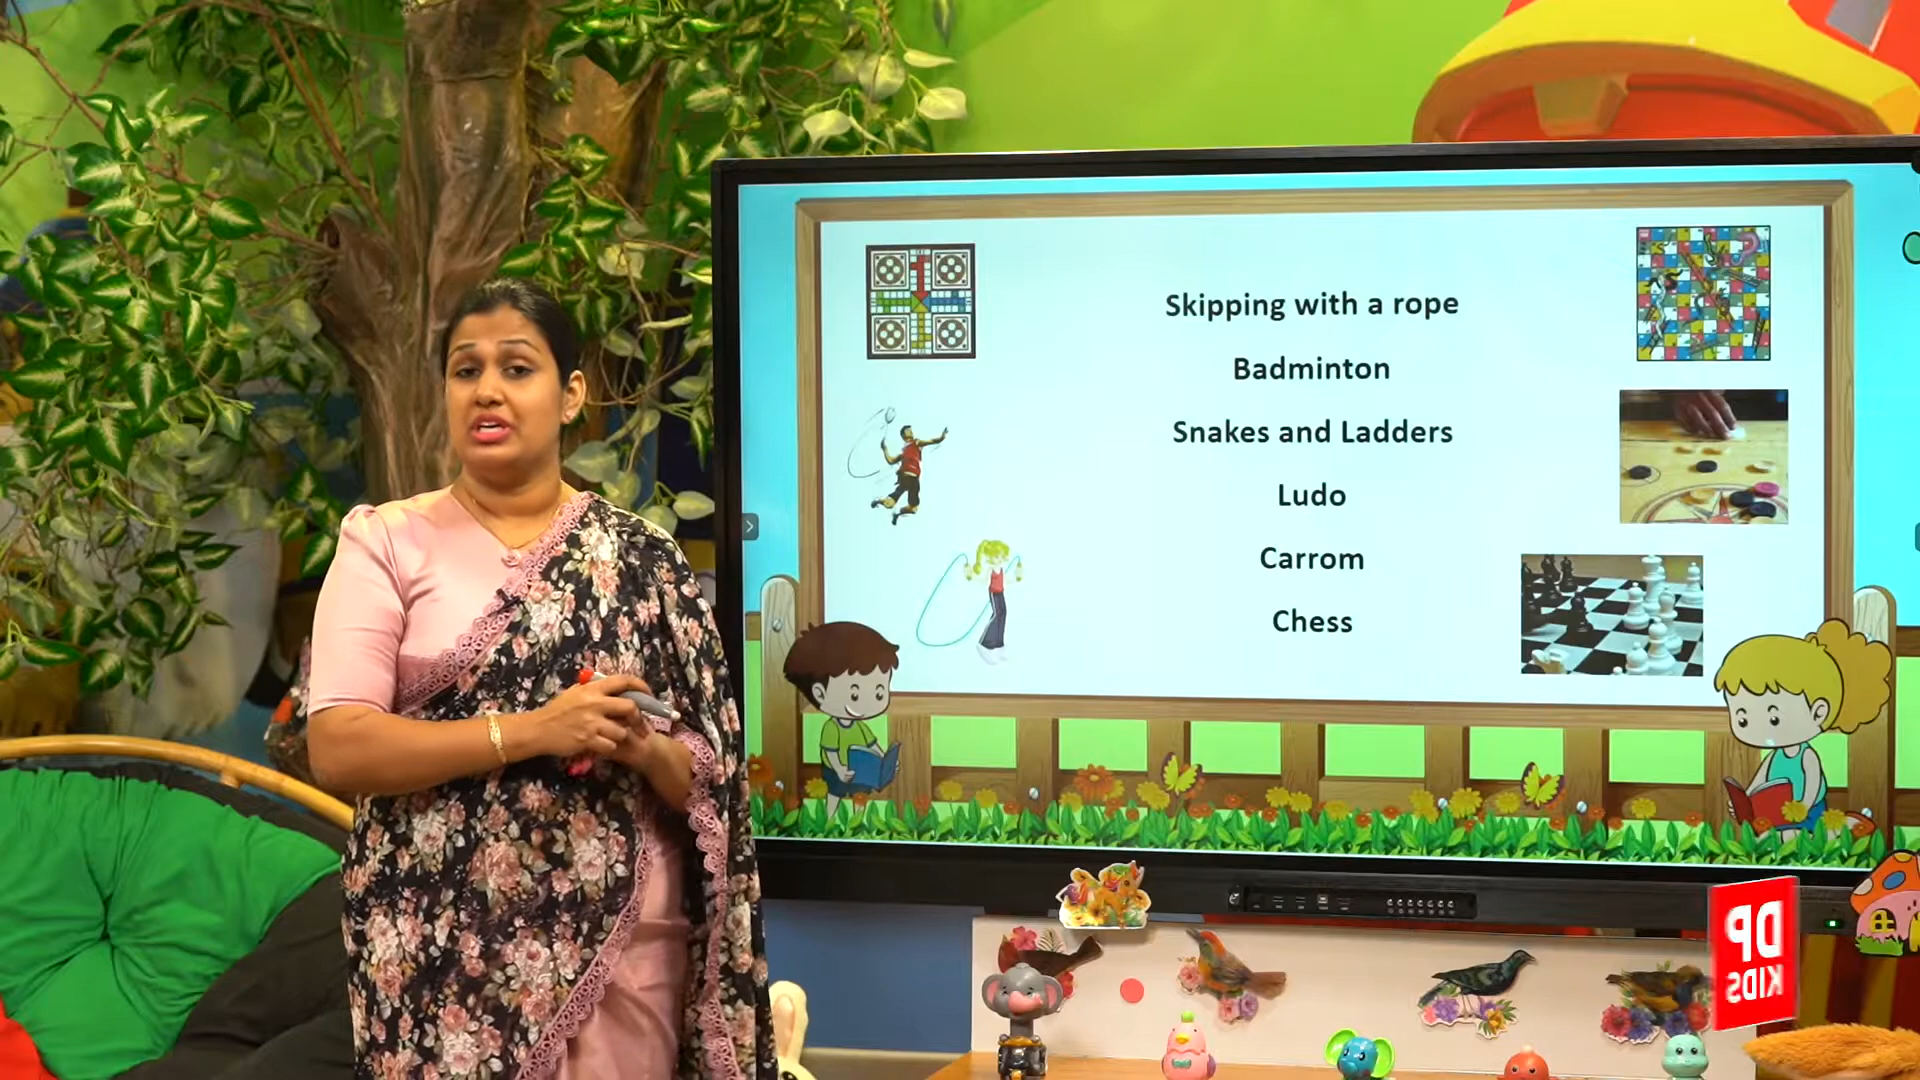 Skipping with a rope
Badminton
Snakes and Ladders
Ludo
Carrom
Chess
DP
KIDS